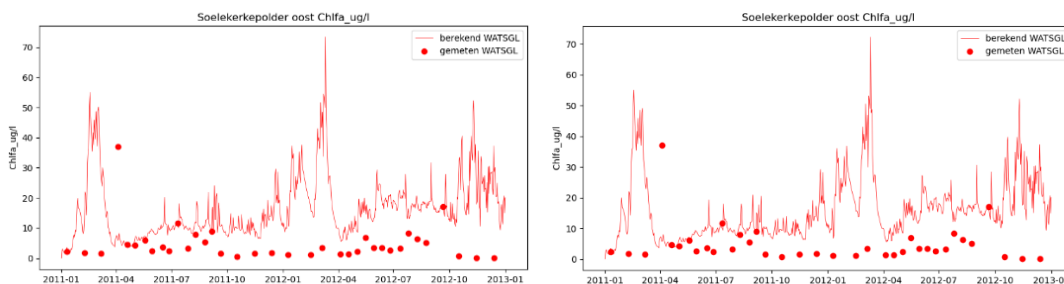 Soelekerkepolder oost Chlfa_ug/l
berekend WATSGL
gemeten WATSGL
Chlfa_ug/l
70
60
50
40
30
20
10
0
2011-01 2011-04 2011-07 2011-10 2012-01 2012-04 2012-07 2012-10 2013-01
Soelekerkepolder oost Chlfa_ug/l
berekend WATSGL
gemeten WATSGL
Chlfa_ug/l
70
60
50
40
30
20
10
0
2011-01 2011-04 2011-07 2011-10 2012-01 2012-04 2012-07 2012-10 2013-0